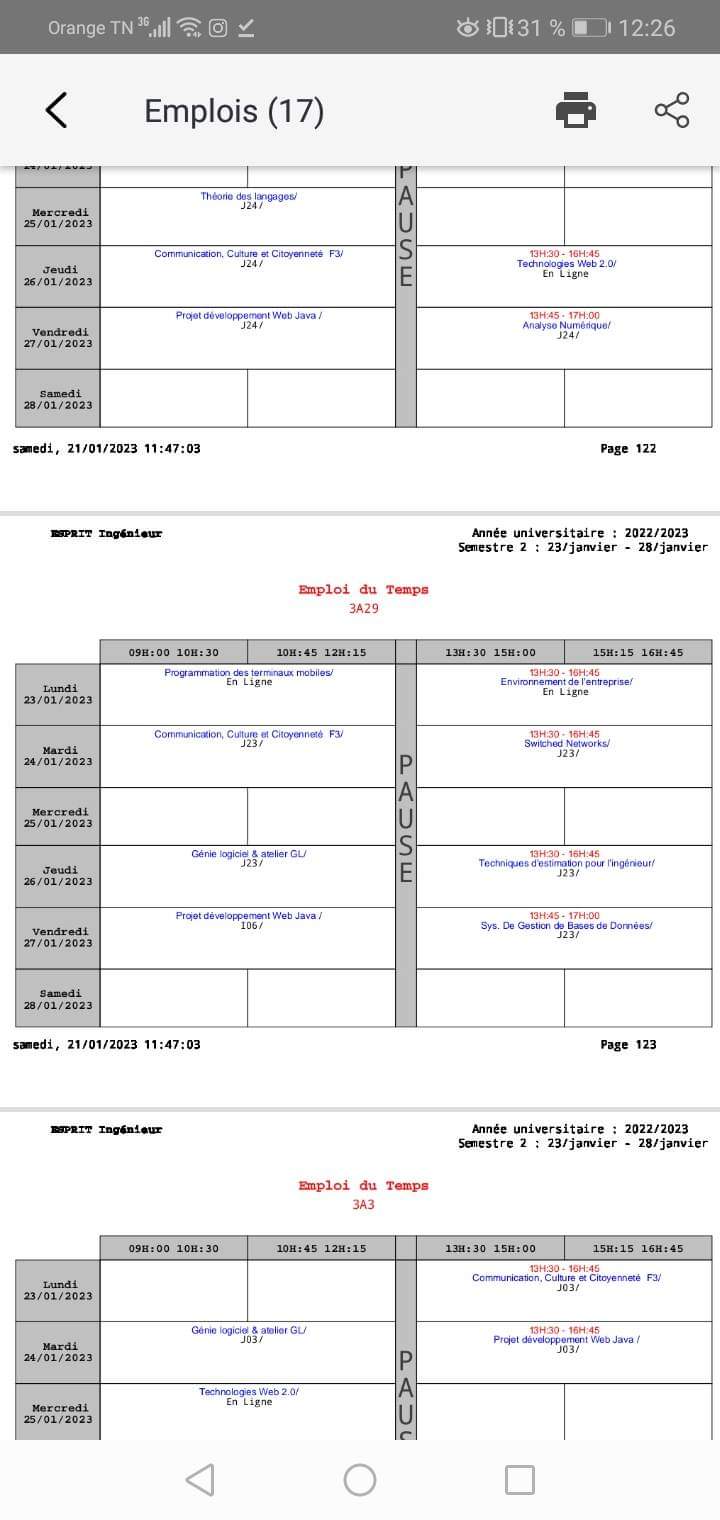 Orange TN 3G 31 % 12:26
Emplois (17)
24/01/2023
Mercredi
25/01/2023
Théorie des langages/
J24/
Jeudi
26/01/2023
Communication, Culture et Citoyenneté F3/
J24/
13H:30 - 16H:45
Technologies Web 2.0/
En Ligne
Vendredi
27/01/2023
Projet développement Web Java /
J24/
13H:45 - 17H:00
Analyse Numérique/
J24/
Samedi
28/01/2023
PAUSE
samedi, 21/01/2023 11:47:03 Page 122
ESPRIT Ingénieur
Année universitaire : 2022/2023
Semestre 2 : 23/janvier - 28/janvier
Emploi du Temps
3A29
09H:00 10H:30 10H:45 12H:15 13H:30 15H:00 15H:15 16H:45
Lundi
23/01/2023
Programmation des terminaux mobiles/
En Ligne
13H:30 - 16H:45
Environnement de l'entreprise/
En Ligne
Mardi
24/01/2023
Communication, Culture et Citoyenneté F3/
J23/
13H:30 - 16H:45
Switched Networks/
J23/
Mercredi
25/01/2023
Jeudi
26/01/2023
Génie logiciel & atelier GL/
J23/
13H:30 - 16H:45
Techniques d'estimation pour l'ingénieur/
J23/
Vendredi
27/01/2023
Projet développement Web Java /
I06/
13H:45 - 17H:00
Sys. De Gestion de Bases de Données/
J23/
Samedi
28/01/2023
PAUSE
samedi, 21/01/2023 11:47:03 Page 123
ESPRIT Ingénieur
Année universitaire : 2022/2023
Semestre 2 : 23/janvier - 28/janvier
Emploi du Temps
3A3
09H:00 10H:30 10H:45 12H:15 13H:30 15H:00 15H:15 16H:45
Lundi
23/01/2023
13H:30 - 16H:45
Communication, Culture et Citoyenneté F3/
J03/
Mardi
24/01/2023
Génie logiciel & atelier GL/
J03/
13H:30 - 16H:45
Projet développement Web Java /
J03/
Mercredi
25/01/2023
Technologies Web 2.0/
En Ligne
PAUS